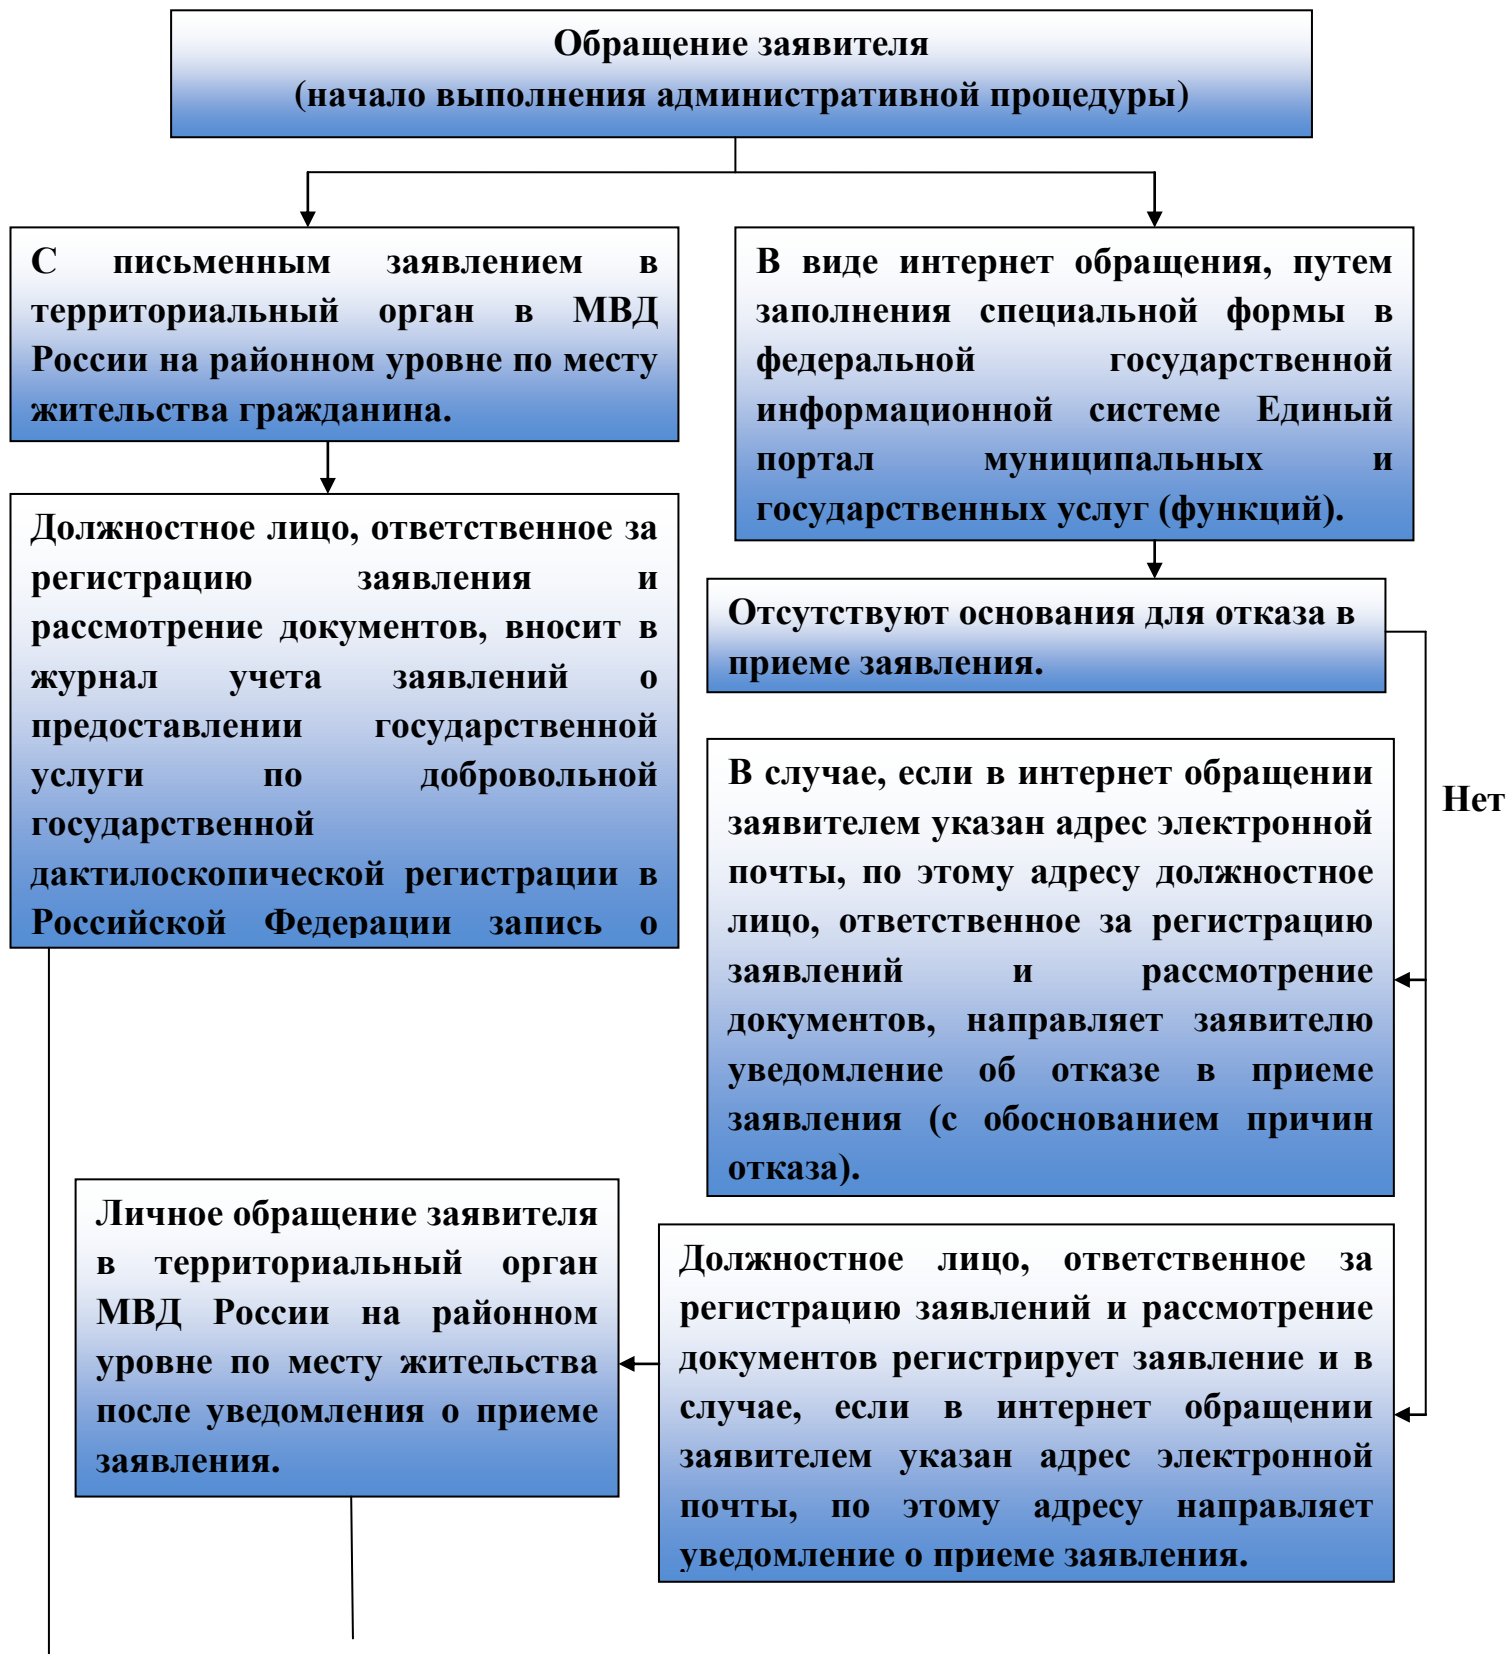 Обращение заявителя
(начало выполнения административной процедуры)
С письменным заявлением в
территориальный орган в МВД
России на районном уровне по месту
жительства гражданина.
В виде интернет обращения, путем
заполнения специальной формы в
федеральной государственной
информационной системе Единый
портал муниципальных и
государственных услуг (функций).
Должностное лицо, ответственное за
регистрацию заявления и
рассмотрение документов, вносит в
журнал учета заявлений о
предоставлении государственной
услуги по добровольной
государственной
дактилоскопической регистрации в
Российской Федерации запись о
Отсутствуют основания для отказа в
приеме заявления.
Нет
В случае, если в интернет обращении
заявителем указан адрес электронной
почты, по этому адресу должностное
лицо, ответственное за регистрацию
заявлений и рассмотрение
документов, направляет заявителю
уведомление об отказе в приеме
заявления (с обоснованием причин
отказа).
Личное обращение заявителя
в территориальный орган
МВД России на районном
уровне по месту жительства
после уведомления о приеме
заявления.
Должностное лицо, ответственное за
регистрацию заявлений и рассмотрение
документов регистрирует заявление и в
случае, если в интернет обращении
заявителем указан адрес электронной
почты, по этому адресу направляет
уведомление о приеме заявления.